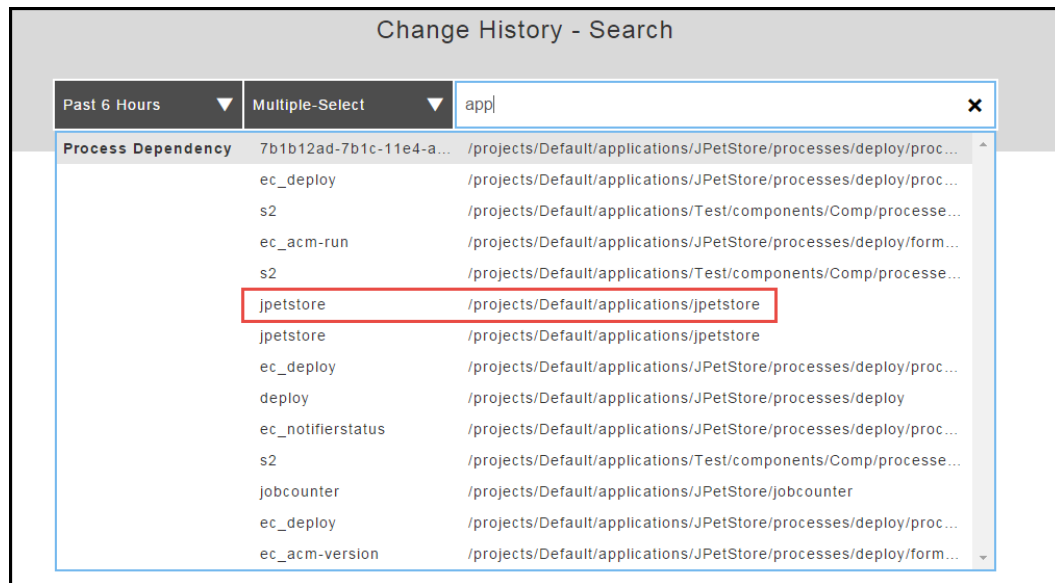 Change History - Search
Past 6 Hours Multiple-Select app
Process Dependency 7b1b12ad-7b1c-11e4-a... /projects/Default/applications/JPetStore/processes/deploy/proc...
ec_deploy /projects/Default/applications/JPetStore/processes/deploy/proc...
s2 /projects/Default/applications/Test/components/Comp/processe...
ec_acm-run /projects/Default/applications/JPetStore/processes/deploy/form...
s2 /projects/Default/applications/Test/components/Comp/processe...
jpetstore /projects/Default/applications/jpetstore
jpetstore /projects/Default/applications/jpetstore
ec_deploy /projects/Default/applications/JPetStore/processes/deploy/proc...
deploy /projects/Default/applications/JPetStore/processes/deploy
ec_notifierstatus /projects/Default/applications/JPetStore/processes/deploy/proc...
s2 /projects/Default/applications/Test/components/Comp/processe...
jobcounter /projects/Default/applications/JPetStore/jobcounter
ec_deploy /projects/Default/applications/JPetStore/processes/deploy/proc...
ec_acm-version /projects/Default/applications/JPetStore/processes/deploy/form...